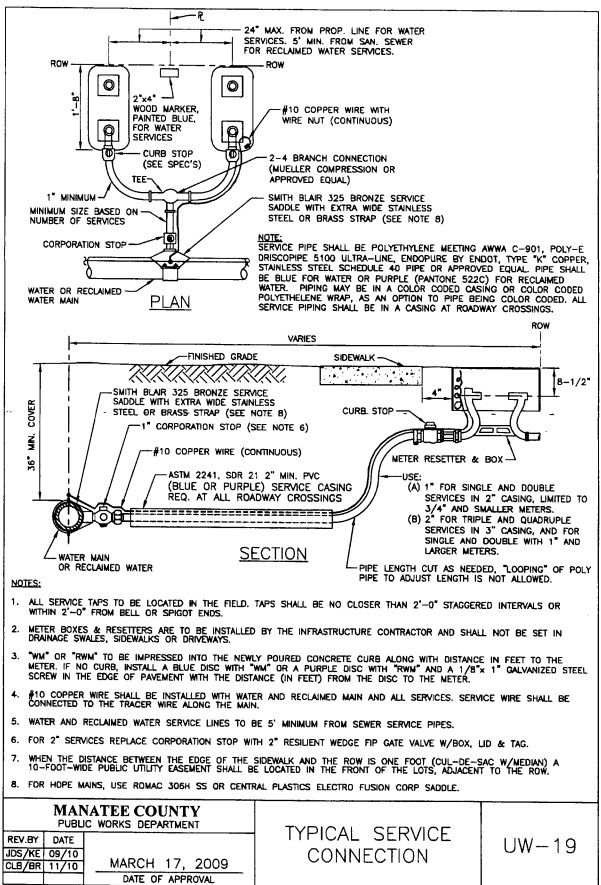 ℄
24" MAX. FROM PROP. LINE FOR WATER
SERVICES. 5' MIN. FROM SAN. SEWER
FOR RECLAIMED WATER SERVICES.
ROW
ROW
1'-8"
2"x4"
WOOD MARKER,
PAINTED BLUE,
FOR WATER
SERVICES
#10 COPPER WIRE WITH
WIRE NUT (CONTINUOUS)
CURB STOP
(SEE SPEC'S)
TEE
2-4 BRANCH CONNECTION
(MUELLER COMPRESSION OR
APPROVED EQUAL)
1" MINIMUM
MINIMUM SIZE BASED ON
NUMBER OF SERVICES
SMITH BLAIR 325 BRONZE SERVICE
SADDLE WITH EXTRA WIDE STAINLESS
STEEL OR BRASS STRAP (SEE NOTE 8)
CORPORATION STOP
WATER OR RECLAIMED
WATER MAIN
PLAN
NOTE:
SERVICE PIPE SHALL BE POLYETHYLENE MEETING AWWA C-901, POLY-E
DRISCOPIPE 5100 ULTRA-LINE, ENDOPURE BY ENDOT, TYPE "K" COPPER,
STAINLESS STEEL SCHEDULE 40 PIPE OR APPROVED EQUAL. PIPE SHALL
BE BLUE FOR WATER OR PURPLE (PANTONE 522C) FOR RECLAIMED
WATER. PIPING MAY BE IN A COLOR CODED CASING OR COLOR CODED
POLYETHELENE WRAP, AS AN OPTION TO PIPE BEING COLOR CODED. ALL
SERVICE PIPING SHALL BE IN A CASING AT ROADWAY CROSSINGS.
ROW
VARIES
FINISHED GRADE
SIDEWALK
8-1/2"
4"
36" MIN. COVER
SMITH BLAIR 325 BRONZE SERVICE
SADDLE WITH EXTRA WIDE STAINLESS
STEEL OR BRASS STRAP (SEE NOTE 8)
CURB STOP
1" CORPORATION STOP (SEE NOTE 6)
#10 COPPER WIRE (CONTINUOUS)
METER RESETTER & BOX
ASTM 2241, SDR 21 2" MIN. PVC
(BLUE OR PURPLE) SERVICE CASING
REQ. AT ALL ROADWAY CROSSINGS
USE:
(A) 1" FOR SINGLE AND DOUBLE
SERVICES IN 2" CASING, LIMITED TO
3/4" AND SMALLER METERS.
(B) 2" FOR TRIPLE AND QUADRUPLE
SERVICES IN 3" CASING, AND FOR
SINGLE AND DOUBLE WITH 1" AND
LARGER METERS.
WATER MAIN
OR RECLAIMED WATER
SECTION
PIPE LENGTH CUT AS NEEDED, "LOOPING" OF POLY
PIPE TO ADJUST LENGTH IS NOT ALLOWED.
NOTES:
1. ALL SERVICE TAPS TO BE LOCATED IN THE FIELD. TAPS SHALL BE NO CLOSER THAN 2'-0" STAGGERED INTERVALS OR
WITHIN 2'-0" FROM BELL OR SPIGOT ENDS.
2. METER BOXES & RESETTERS ARE TO BE INSTALLED BY THE INFRASTRUCTURE CONTRACTOR AND SHALL NOT BE SET IN
DRAINAGE SWALES, SIDEWALKS OR DRIVEWAYS.
3. "WM" OR "RWM" TO BE IMPRESSED INTO THE NEWLY POURED CONCRETE CURB ALONG WITH DISTANCE IN FEET TO THE
METER. IF NO CURB, INSTALL A BLUE DISC WITH "WM" OR A PURPLE DISC WITH "RWM" AND A 1/8"x 1" GALVANIZED STEEL
SCREW IN THE EDGE OF PAVEMENT WITH THE DISTANCE (IN FEET) FROM THE DISC TO THE METER.
4. #10 COPPER WIRE SHALL BE INSTALLED WITH WATER AND RECLAIMED MAIN AND ALL SERVICES. SERVICE WIRE SHALL BE
CONNECTED TO THE TRACER WIRE ALONG THE MAIN.
5. WATER AND RECLAIMED WATER SERVICE LINES TO BE 5' MINIMUM FROM SEWER SERVICE PIPES.
6. FOR 2" SERVICES REPLACE CORPORATION STOP WITH 2" RESILIENT WEDGE FIP GATE VALVE W/BOX, LID & TAG.
7. WHEN THE DISTANCE BETWEEN THE EDGE OF THE SIDEWALK AND THE ROW IS ONE FOOT (CUL-DE-SAC W/MEDIAN) A
10-FOOT-WIDE PUBLIC UTILITY EASEMENT SHALL BE LOCATED IN THE FRONT OF THE LOTS, ADJACENT TO THE ROW.
8. FOR HDPE MAINS, USE ROMAC 306H SS OR CENTRAL PLASTICS ELECTRO FUSION CORP SADDLE.
MANATEE COUNTY
PUBLIC WORKS DEPARTMENT
REV.BY DATE
JDS/KE 09/10
CLB/BR 11/10
MARCH 17, 2009
DATE OF APPROVAL
TYPICAL SERVICE
CONNECTION
UW-19